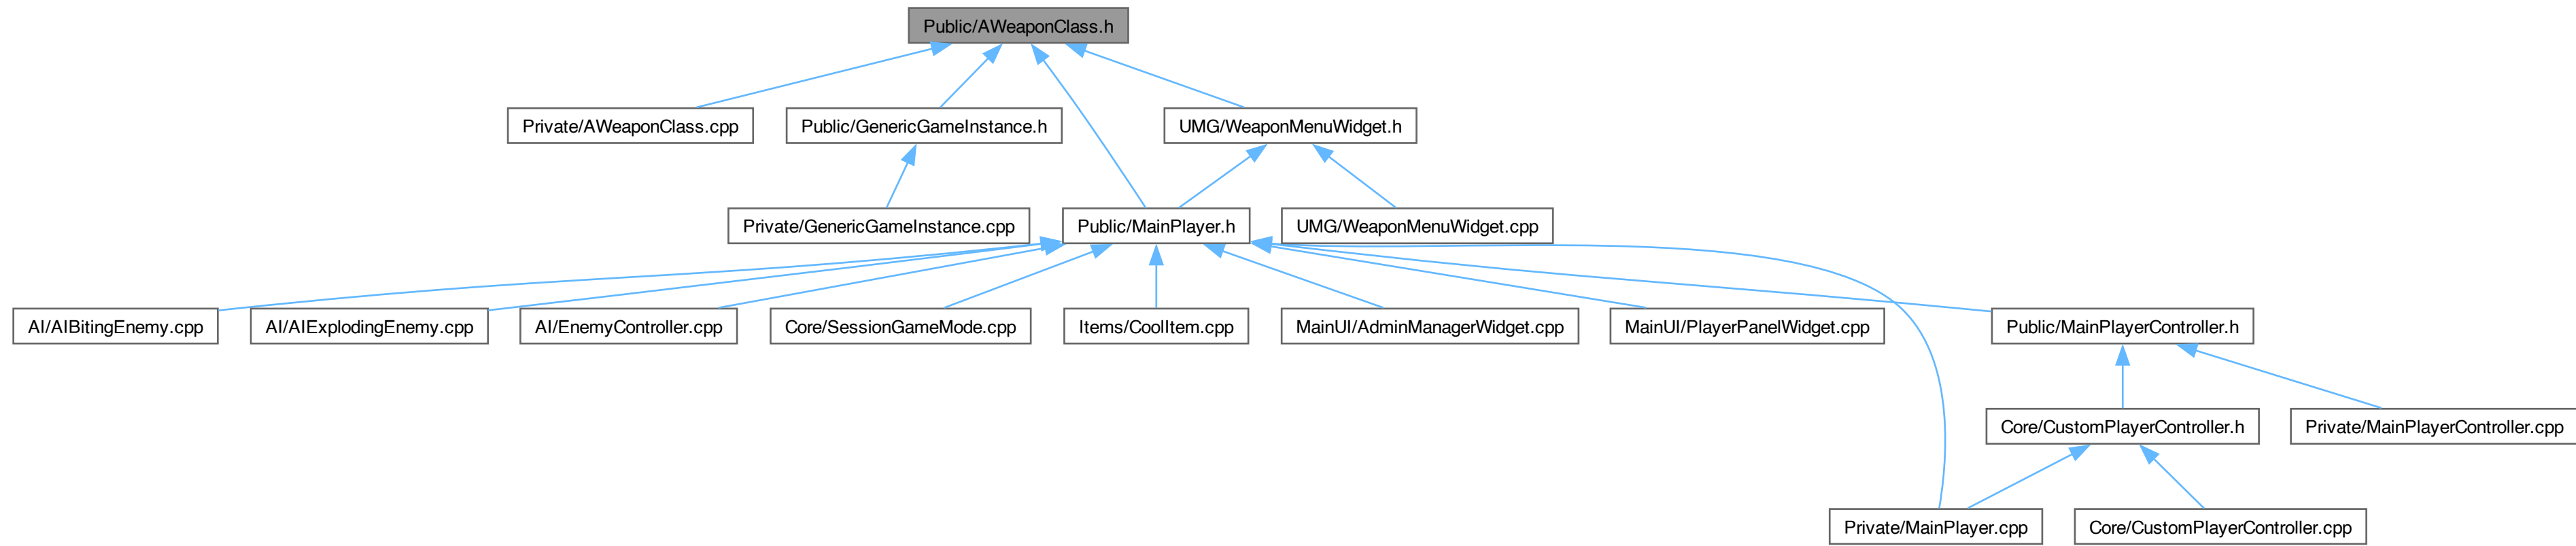 Public/AWeaponClass.h
Private/AWeaponClass.cpp
Public/GenericGameInstance.h
UMG/WeaponMenuWidget.h
Private/GenericGameInstance.cpp
Public/MainPlayer.h
UMG/WeaponMenuWidget.cpp
AI/AIBitingEnemy.cpp
AI/AIExplodingEnemy.cpp
AI/EnemyController.cpp
Core/SessionGameMode.cpp
Items/CoolItem.cpp
MainUI/AdminManagerWidget.cpp
MainUI/PlayerPanelWidget.cpp
Public/MainPlayerController.h
Core/CustomPlayerController.h
Private/MainPlayerController.cpp
Private/MainPlayer.cpp
Core/CustomPlayerController.cpp